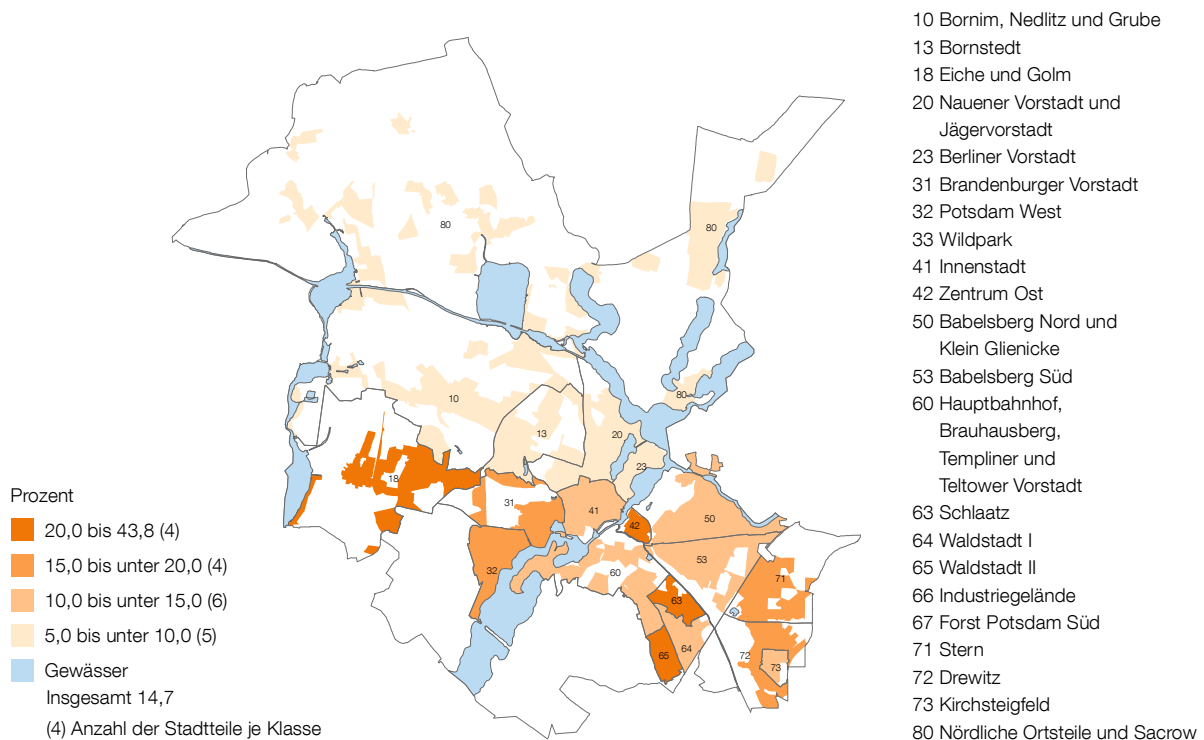 10 Bornim, Nedlitz und Grube
13 Bornstedt
18 Eiche und Golm
20 Nauener Vorstadt und
Jägervorstadt
23 Berliner Vorstadt
31 Brandenburger Vorstadt
32 Potsdam West
33 Wildpark
41 Innenstadt
42 Zentrum Ost
50 Babelsberg Nord und
Klein Glienicke
53 Babelsberg Süd
60 Hauptbahnhof,
Brauhausberg,
Templiner und
Teltower Vorstadt
63 Schlaatz
64 Waldstadt I
65 Waldstadt II
66 Industriegelände
67 Forst Potsdam Süd
71 Stern
72 Drewitz
73 Kirchsteigfeld
80 Nördliche Ortsteile und Sacrow
80
80
80
10
13
20
23
18
31
41
42
50
32
60
53
71
63
65
64
72
73
Prozent
20,0 bis 43,8 (4)
15,0 bis unter 20,0 (4)
10,0 bis unter 15,0 (6)
5,0 bis unter 10,0 (5)
Gewässer
Insgesamt 14,7
(4) Anzahl der Stadtteile je Klasse